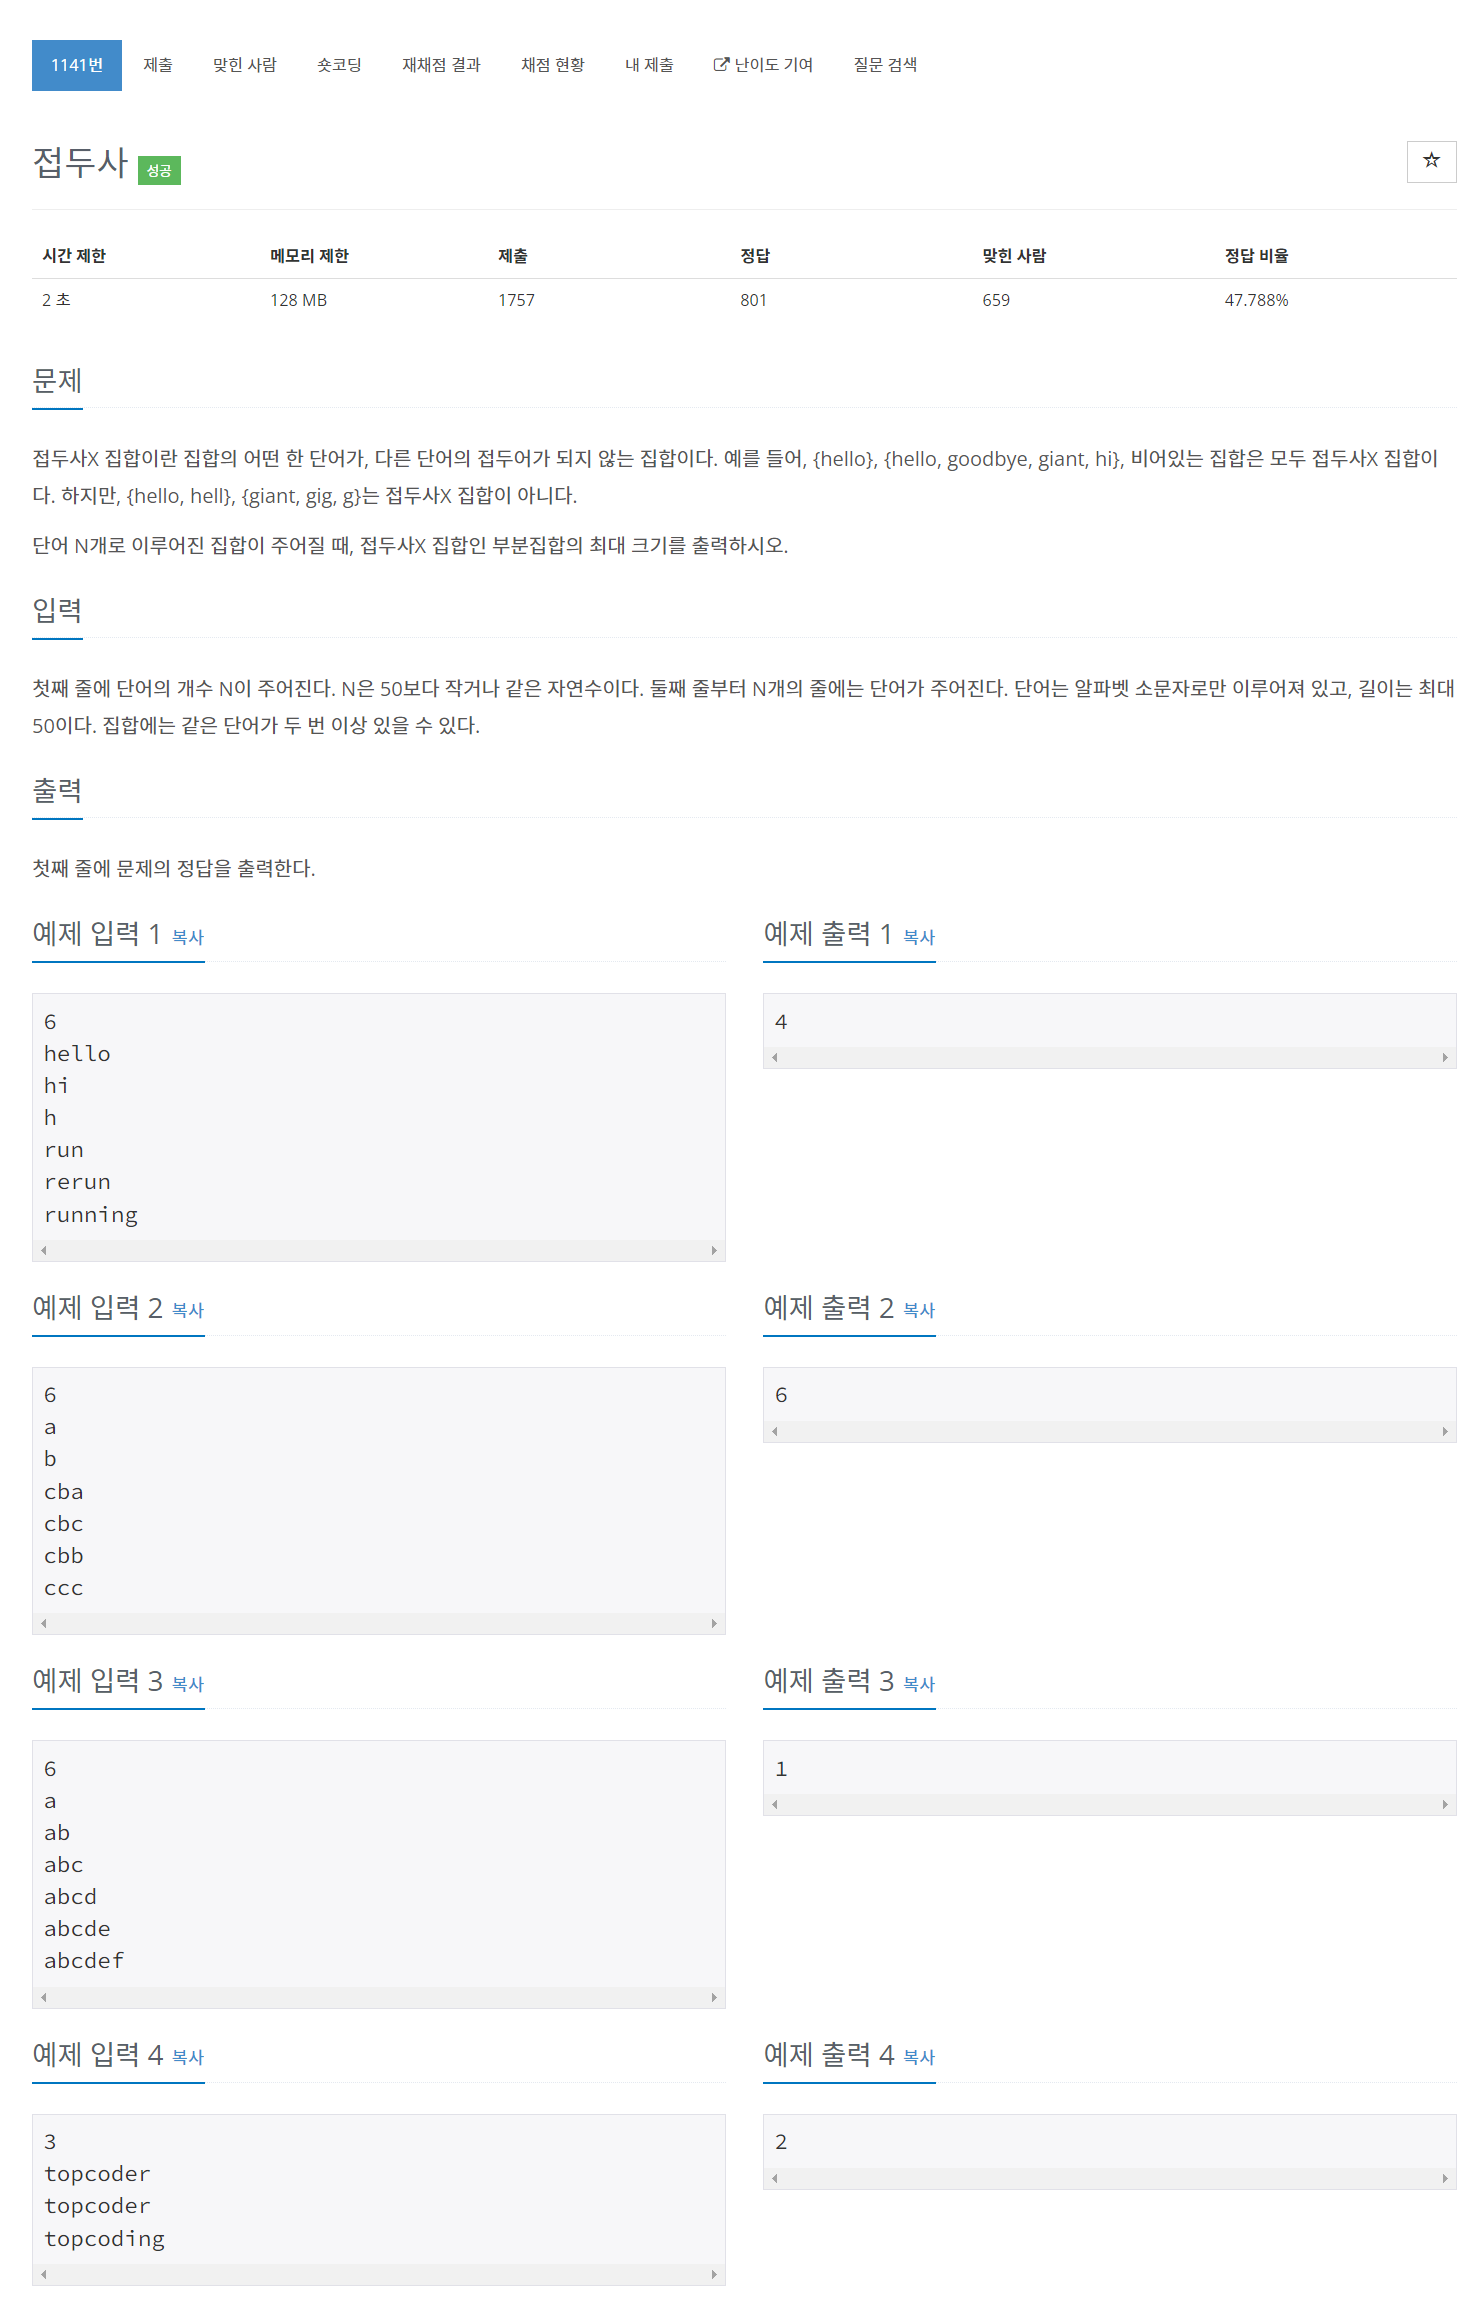 1141번 제출 맞힌 사람 숏코딩 재채점 결과 채점 현황 내 제출 난이도 기여 질문 검색
접두사 성공
시간 제한 메모리 제한 제출 정답 맞힌 사람 정답 비율
2 초 128 MB 1757 801 659 47.788%
문제
접두사X 집합이란 집합의 어떤 한 단어가, 다른 단어의 접두어가 되지 않는 집합이다. 예를 들어, {hello}, {hello, goodbye, giant, hi}, 비어있는 집합은 모두 접두사X 집합이
다. 하지만, {hello, hell}, {giant, gig, g}는 접두사X 집합이 아니다.
단어 N개로 이루어진 집합이 주어질 때, 접두사X 집합인 부분집합의 최대 크기를 출력하시오.
입력
첫째 줄에 단어의 개수 N이 주어진다. N은 50보다 작거나 같은 자연수이다. 둘째 줄부터 N개의 줄에는 단어가 주어진다. 단어는 알파벳 소문자로만 이루어져 있고, 길이는 최대
50이다. 집합에는 같은 단어가 두 번 이상 있을 수 있다.
출력
첫째 줄에 문제의 정답을 출력한다.
예제 입력 1 복사
6
hello
hi
h
run
rerun
running
예제 출력 1 복사
4
예제 입력 2 복사
6
a
b
cba
cbc
cbb
ccc
예제 출력 2 복사
6
예제 입력 3 복사
6
a
ab
abc
abcd
abcde
abcdef
예제 출력 3 복사
1
예제 입력 4 복사
3
topcoder
topcoder
topcoding
예제 출력 4 복사
2